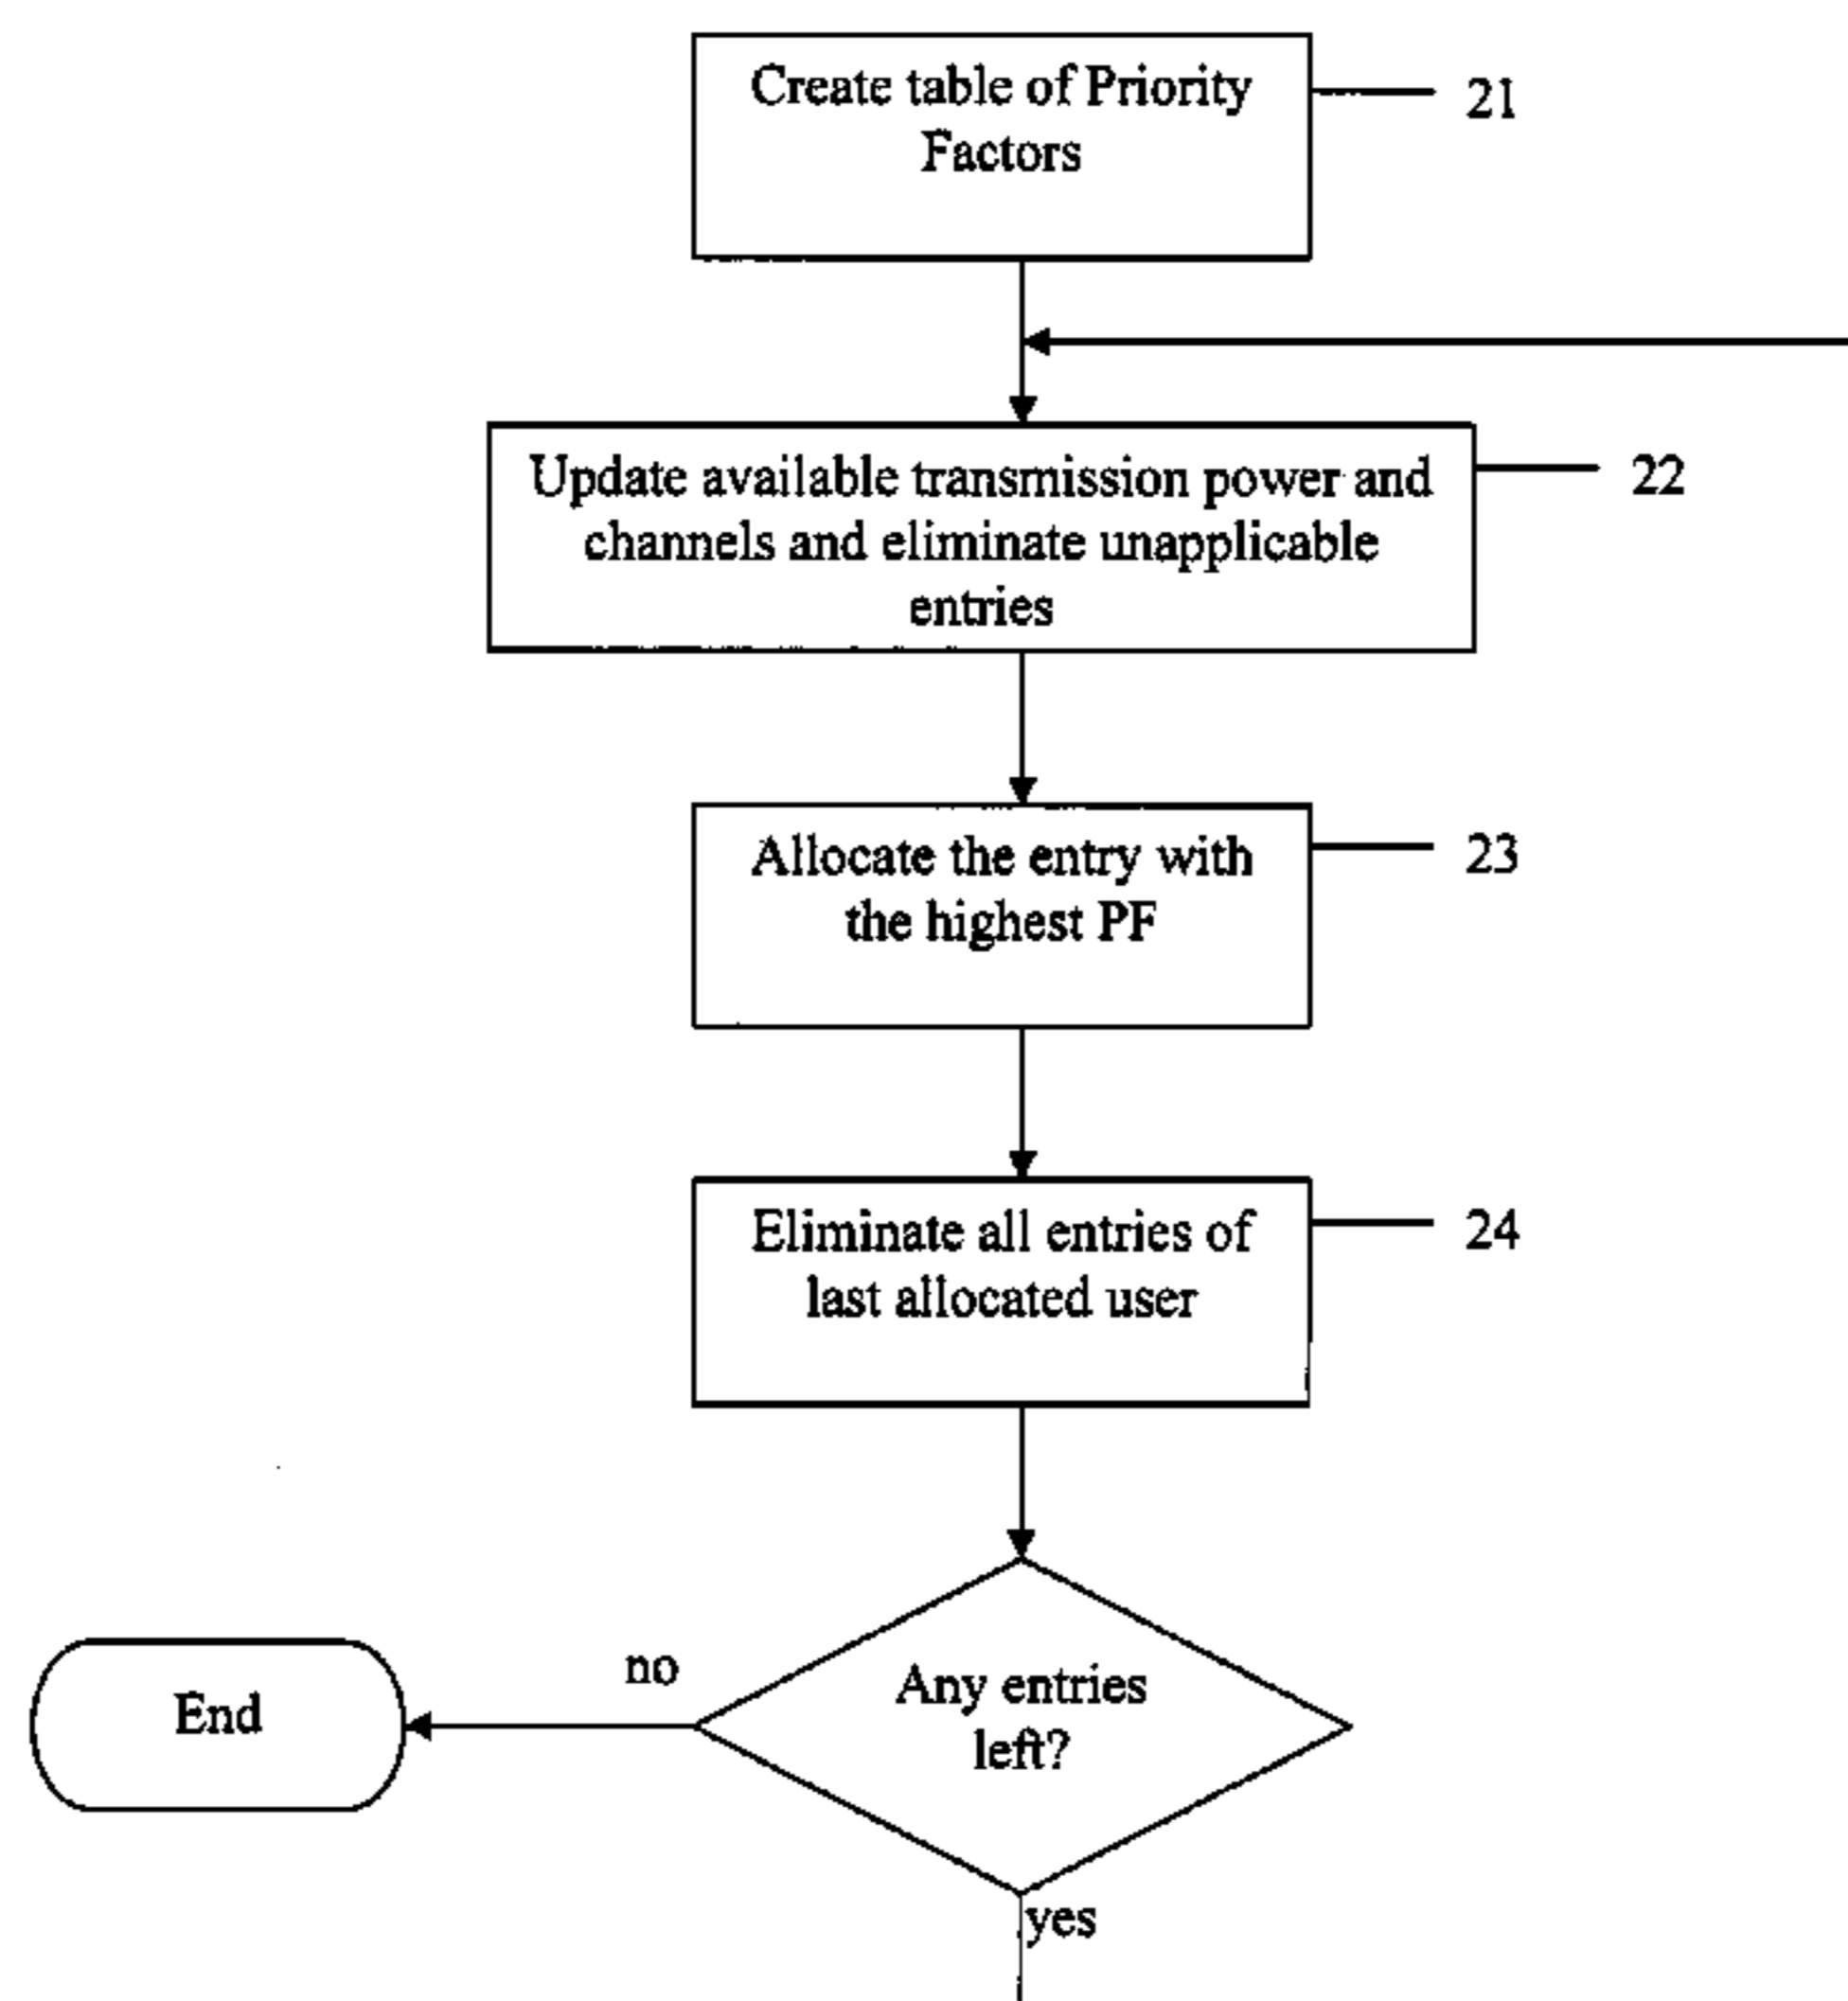 Create table of Priority
Factors
21
Update available transmission power and
channels and eliminate unapplicable
entries
22
Allocate the entry with
the highest PF
23
Eliminate all entries of
last allocated user
24
no
Any entries
left?
End
yes